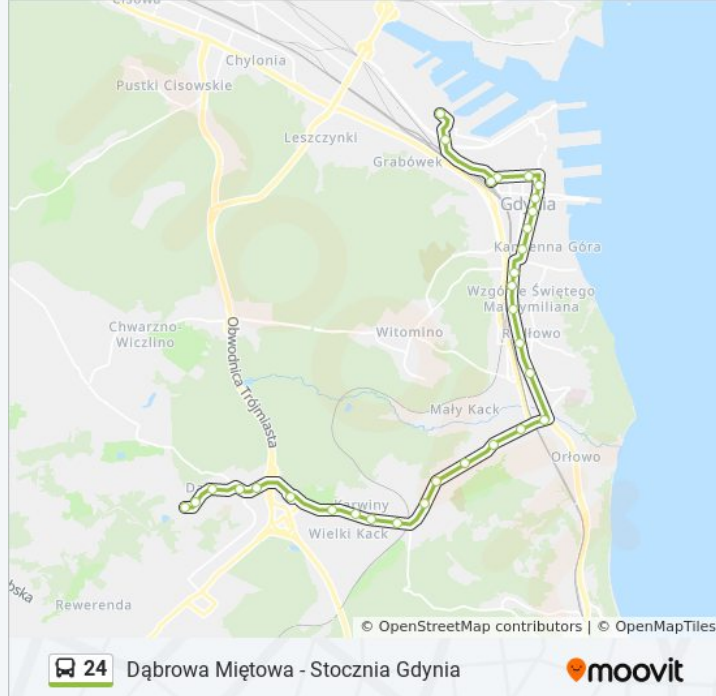 Cisowa
Chylonia
Pustki Cisowskie
Leszczynki
Grabówek
Gdynia
Kamienna Góra
Wzgórze Świętego
Maksymiliana
Chwarzno-
Wiczlino
Witomino
Redłowo
Obwodnica Trójmiasta
Mały Kack
Orłowo
Karwiny
Wielki Kack
Rewerenda
© OpenStreetMap contributors | © OpenMapTiles
24 Dąbrowa Miętowa - Stocznia Gdynia
moovit